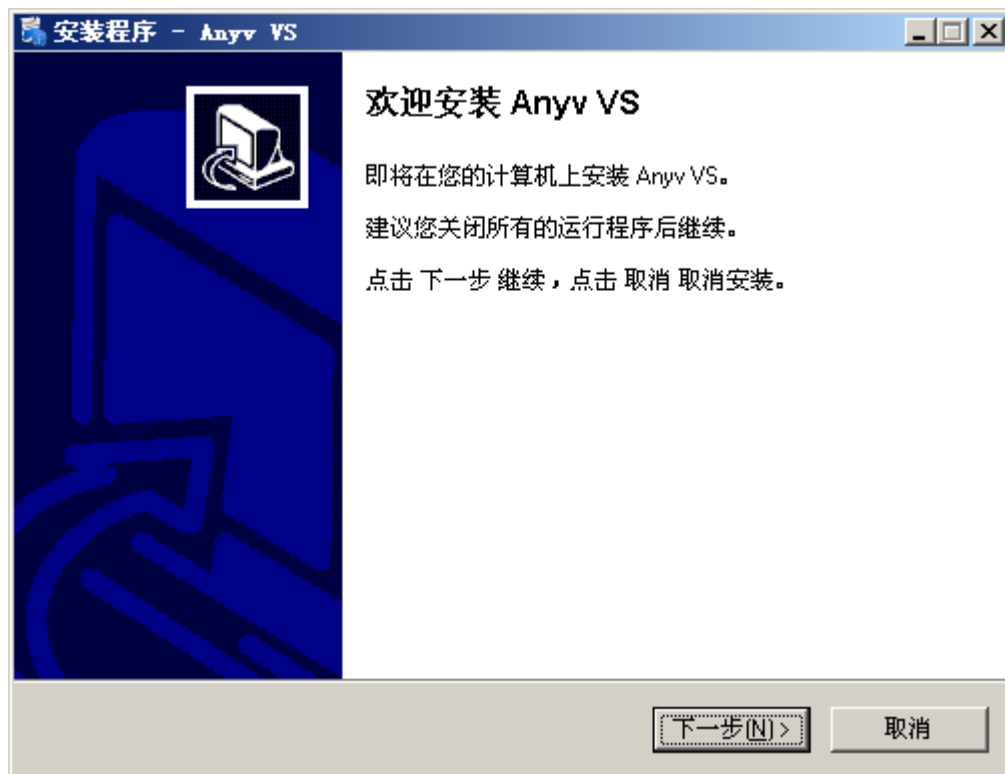 安装程序 - Anyv VS
欢迎安装 Anyv VS
即将在您的计算机上安装 Anyv VS。
建议您关闭所有的运行程序后继续。
点击 下一步 继续，点击 取消 取消安装。
下一步(N) >
取消